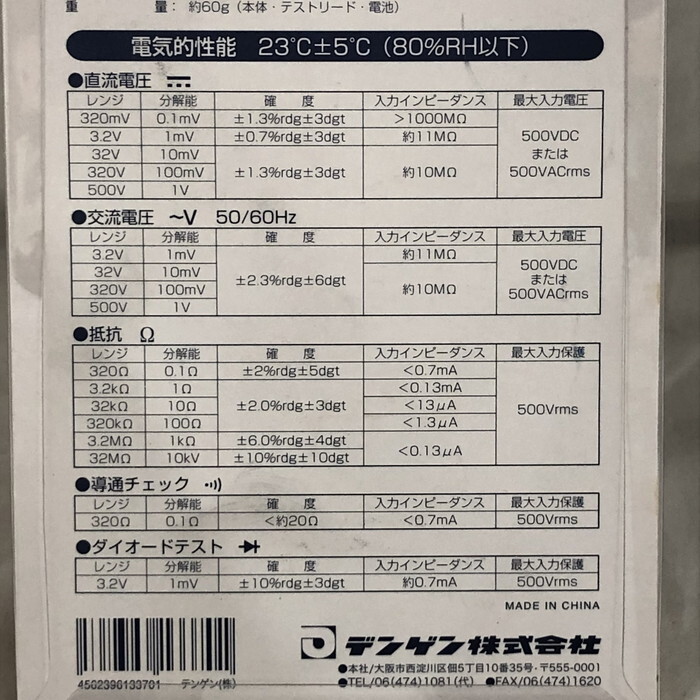 重 量: 約60g(本体・テストリード・電池)
電気的性能 23℃±5℃(80%RH以下)
●直流電圧
レンジ 分解能 確 度 入力インピーダンス 最大入力電圧
320mV 0.1mV ±1.3%rdg±3dgt >1000MΩ
3.2V 1mV ±0.7%rdg±3dgt 約11MΩ 500VDC
32V 10mV または
320V 100mV ±1.3%rdg±3dgt 約10MΩ 500VACrms
500V 1V
●交流電圧 ~V 50/60Hz
レンジ 分解能 確 度 入力インピーダンス 最大入力電圧
3.2V 1mV 約11MΩ
32V 10mV ±2.3%rdg±6dgt 500VDC または
320V 100mV 約10MΩ 500VACrms
500V 1V
●抵抗 Ω
レンジ 分解能 確 度 入力インピーダンス 最大入力保護
320Ω 0.1Ω ±2%rdg±5dgt <0.7mA
3.2kΩ 1Ω <0.13mA
32kΩ 10Ω ±2.0%rdg±3dgt <13μA 500Vrms
320kΩ 100Ω <1.3μA
3.2MΩ 1kΩ ±6.0%rdg±4dgt <0.13μA
32MΩ 10kV ±10%rdg±10dgt
●導通チェック
レンジ 分解能 確 度 入力インピーダンス 最大入力保護
320Ω 0.1Ω <約20Ω <0.7mA 500Vrms
●ダイオードテスト
レンジ 分解能 確 度 入力インピーダンス 最大入力保護
3.2V 1mV ±10%rdg±3dgt 約0.7mA 500Vrms
MADE IN CHINA
デンゲン株式会社
●本社/大阪市西淀川区佃5丁目10番35号・〒555-0001
4562396133701 デンゲン(株) ●TEL/06(474)1081(代) ●FAX/06(474)1620